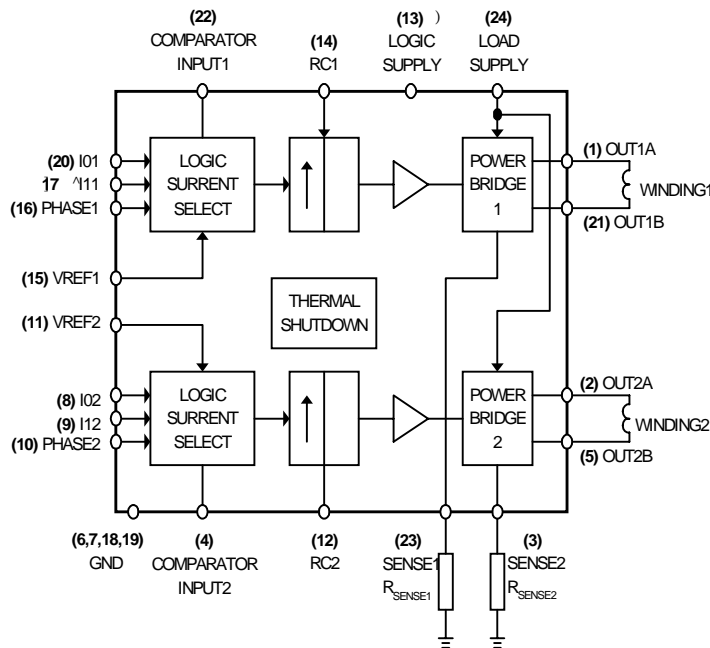 (22)
COMPARATOR
INPUT1
(14)
RC1
(13) )
LOGIC
SUPPLY
(24)
LOAD
SUPPLY
(20) I01
17 ^I11
(16) PHASE1
LOGIC
SURRENT
SELECT
POWER
BRIDGE
1
(1) OUT1A
WINDING1
(21) OUT1B
(15) VREF1
(11) VREF2
THERMAL
SHUTDOWN
(8) I02
(9) I12
(10) PHASE2
LOGIC
SURRENT
SELECT
POWER
BRIDGE
2
(2) OUT2A
WINDING2
(5) OUT2B
(6,7,18,19)
GND
(4)
COMPARATOR
INPUT2
(12)
RC2
(23)
SENSE1
RSENSE1
(3)
SENSE2
RSENSE2